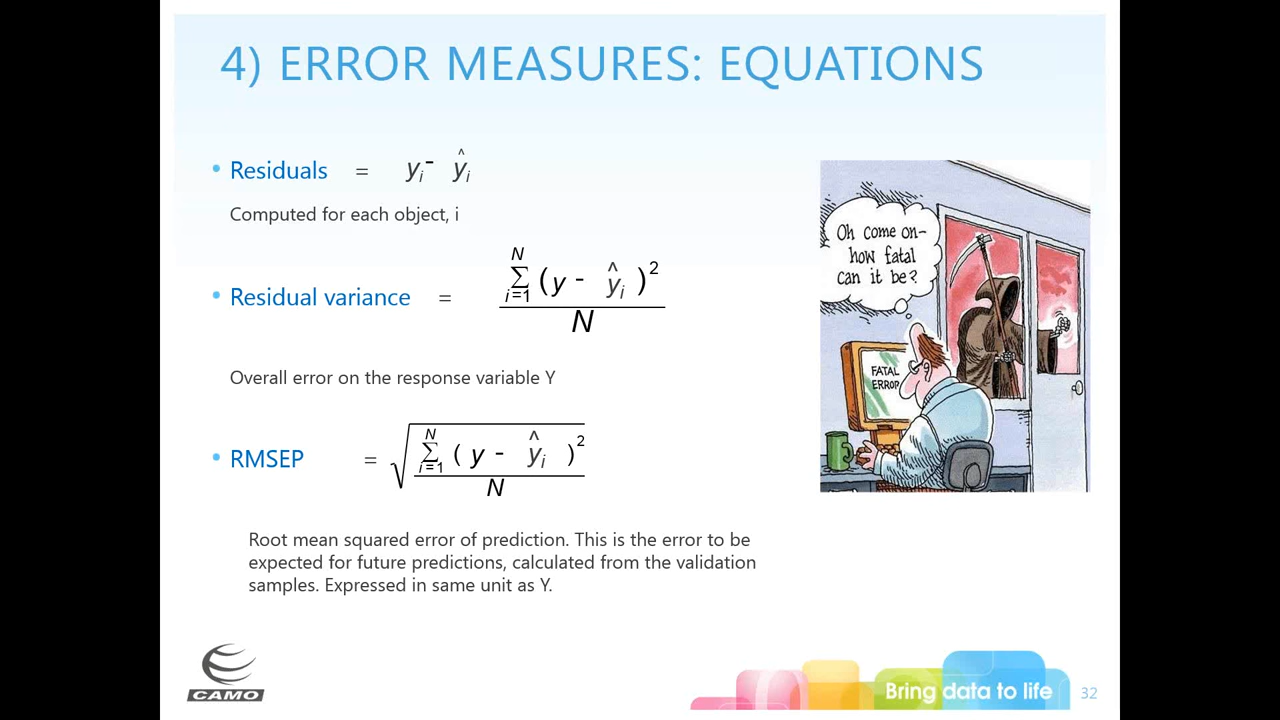 4) ERROR MEASURES: EQUATIONS
• Residuals = yᵢ - ŷᵢ
Computed for each object, i
• Residual variance = N ∑ i=1 (y - ŷᵢ)² / N
Overall error on the response variable Y
• RMSEP = √ N ∑ i=1 (y - ŷᵢ)² / N
Root mean squared error of prediction. This is the error to be
expected for future predictions, calculated from the validation
samples. Expressed in same unit as Y.
Oh come on-
how fatal
can it be?
FATAL
ERROR
CAMO
Bring data to life
32